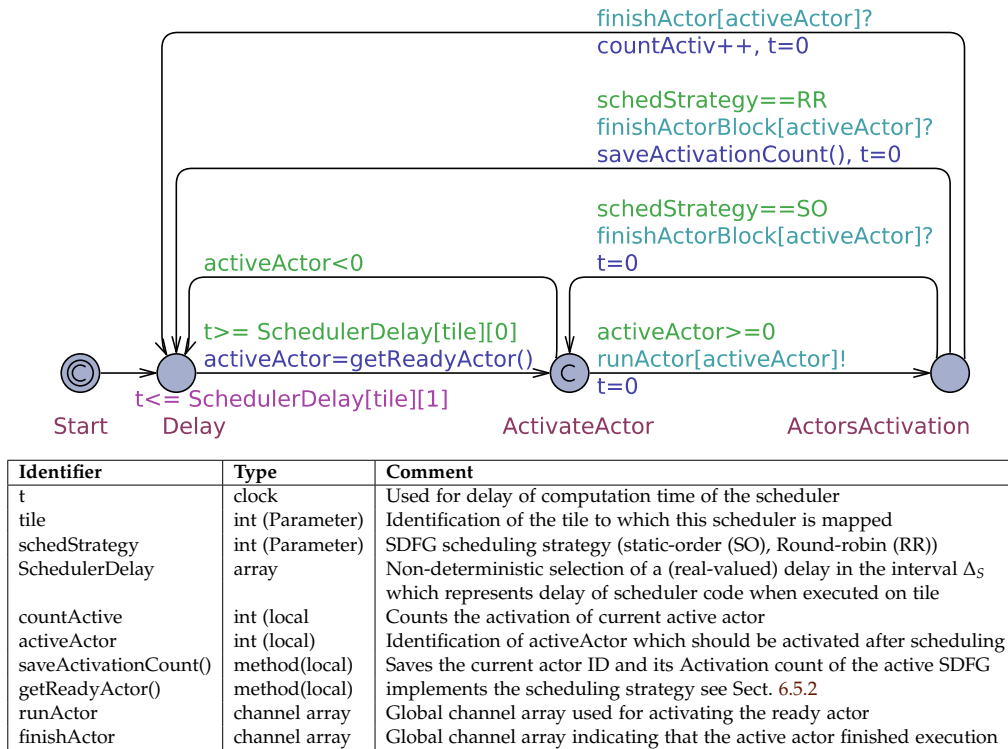 finishActor[activeActor]?
countActiv++, t=0
schedStrategy==RR
finishActorBlock[activeActor]?
saveActivationCount(), t=0
schedStrategy==SO
finishActorBlock[activeActor]?
t=0
activeActor<0
t>= SchedulerDelay[tile][0]
activeActor=getReadyActor()
activeActor>=0
runActor[activeActor]!
t=0
C
C
t<= SchedulerDelay[tile][1]
Start Delay ActivateActor ActorsActivation
Identifier Type Comment
t clock Used for delay of computation time of the scheduler
tile int (Parameter) Identification of the tile to which this scheduler is mapped
schedStrategy int (Parameter) SDFG scheduling strategy (static-order (SO), Round-robin (RR))
SchedulerDelay array Non-deterministic selection of a (real-valued) delay in the interval Δ_S
which represents delay of scheduler code when executed on tile
countActive int (local Counts the activation of current active actor
activeActor int (local) Identification of activeActor which should be activated after scheduling
saveActivationCount() method(local) Saves the current actor ID and its Activation count of the active SDFG
getReadyActor() method(local) implements the scheduling strategy see Sect. 6.5.2
runActor channel array Global channel array used for activating the ready actor
finishActor channel array Global channel array indicating that the active actor finished execution